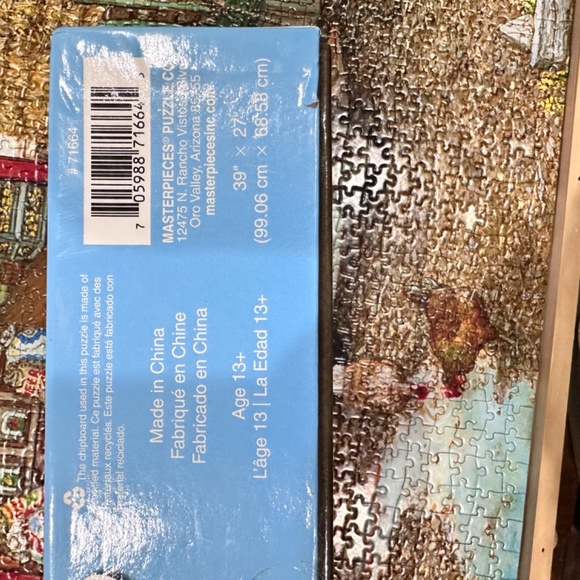 # 71664
7 05988 71664 3
MASTERPIECES® PUZZLE CO.
12475 N. Rancho Vistoso Blvd
Oro Valley, Arizona 85755
masterpiecesinc.com
39" × 27"
(99.06 cm × 68.58 cm)
The chipboard used in this puzzle is made of
recycled material. Ce puzzle est fabriqué avec des
matériaux recyclés. Este puzzle está fabricado con
material reciclado.
Made in China
Fabriqué en Chine
Fabricado en China
Age 13+
L'âge 13 | La Edad 13+